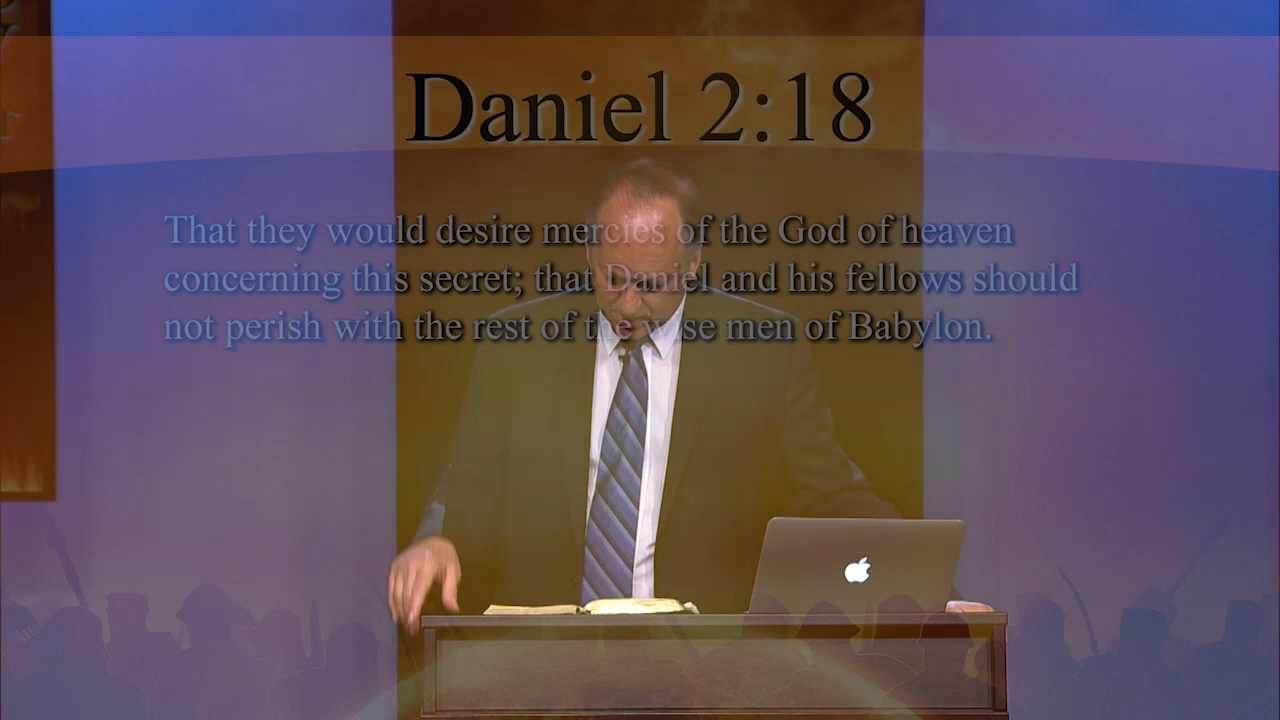 Daniel 2:18
That they would desire mercies of the God of heaven
concerning this secret; that Daniel and his fellows should
not perish with the rest of the wise men of Babylon.